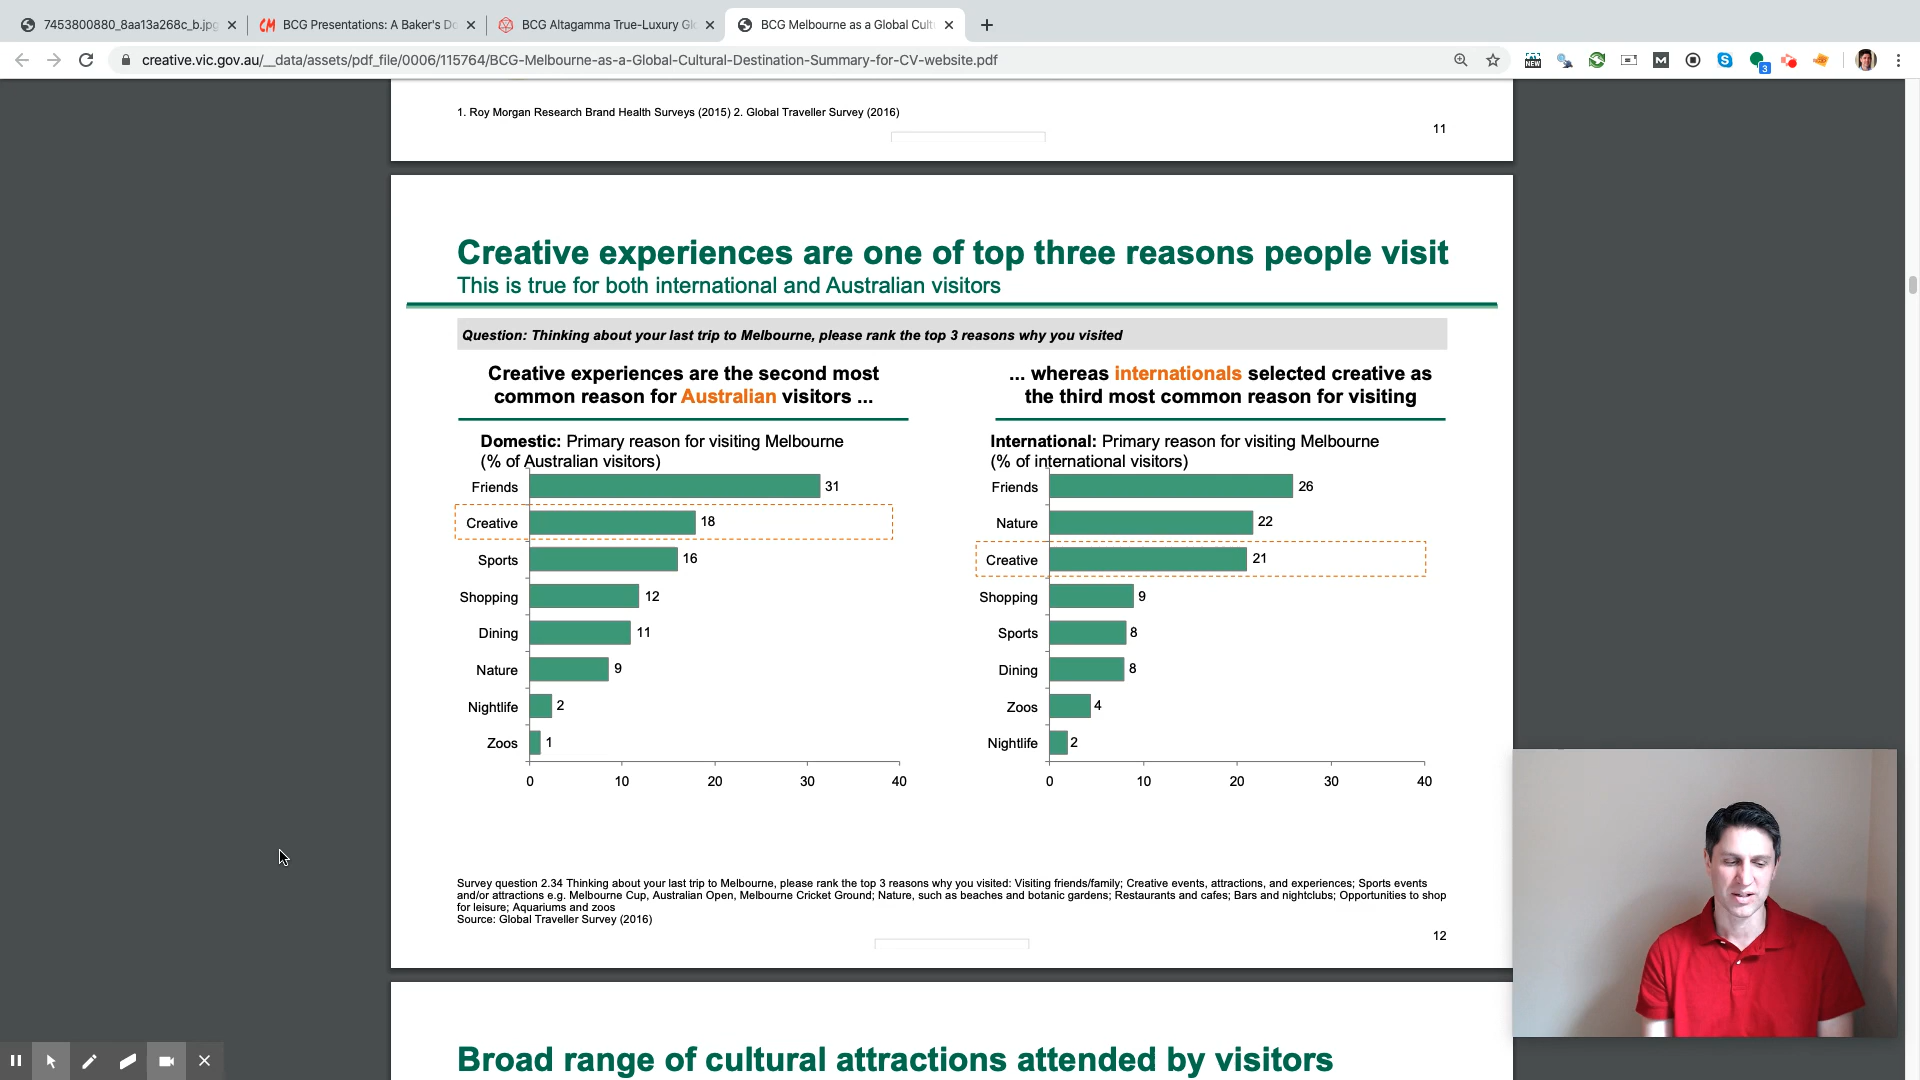 7453800880_8aa13a268c_b.jpg
BCG Presentations: A Baker's Do
BCG Altagamma True-Luxury Glo
BCG Melbourne as a Global Cultu
creative.vic.gov.au/__data/assets/pdf_file/0006/115764/BCG-Melbourne-as-a-Global-Cultural-Destination-Summary-for-CV-website.pdf
NEW
3
1. Roy Morgan Research Brand Health Surveys (2015) 2. Global Traveller Survey (2016)
11
Creative experiences are one of top three reasons people visit
This is true for both international and Australian visitors
Question: Thinking about your last trip to Melbourne, please rank the top 3 reasons why you visited
Creative experiences are the second most
common reason for Australian visitors ...
Domestic: Primary reason for visiting Melbourne
(% of Australian visitors)
Friends 31
Creative 18
Sports 16
Shopping 12
Dining 11
Nature 9
Nightlife 2
Zoos 1
0 10 20 30 40
... whereas internationals selected creative as
the third most common reason for visiting
International: Primary reason for visiting Melbourne
(% of international visitors)
Friends 26
Nature 22
Creative 21
Shopping 9
Sports 8
Dining 8
Zoos 4
Nightlife 2
0 10 20 30 40
Survey question 2.34 Thinking about your last trip to Melbourne, please rank the top 3 reasons why you visited: Visiting friends/family; Creative events, attractions, and experiences; Sports events
and/or attractions e.g. Melbourne Cup, Australian Open, Melbourne Cricket Ground; Nature, such as beaches and botanic gardens; Restaurants and cafes; Bars and nightclubs; Opportunities to shop
for leisure; Aquariums and zoos
Source: Global Traveller Survey (2016)
12
Broad range of cultural attractions attended by visitors